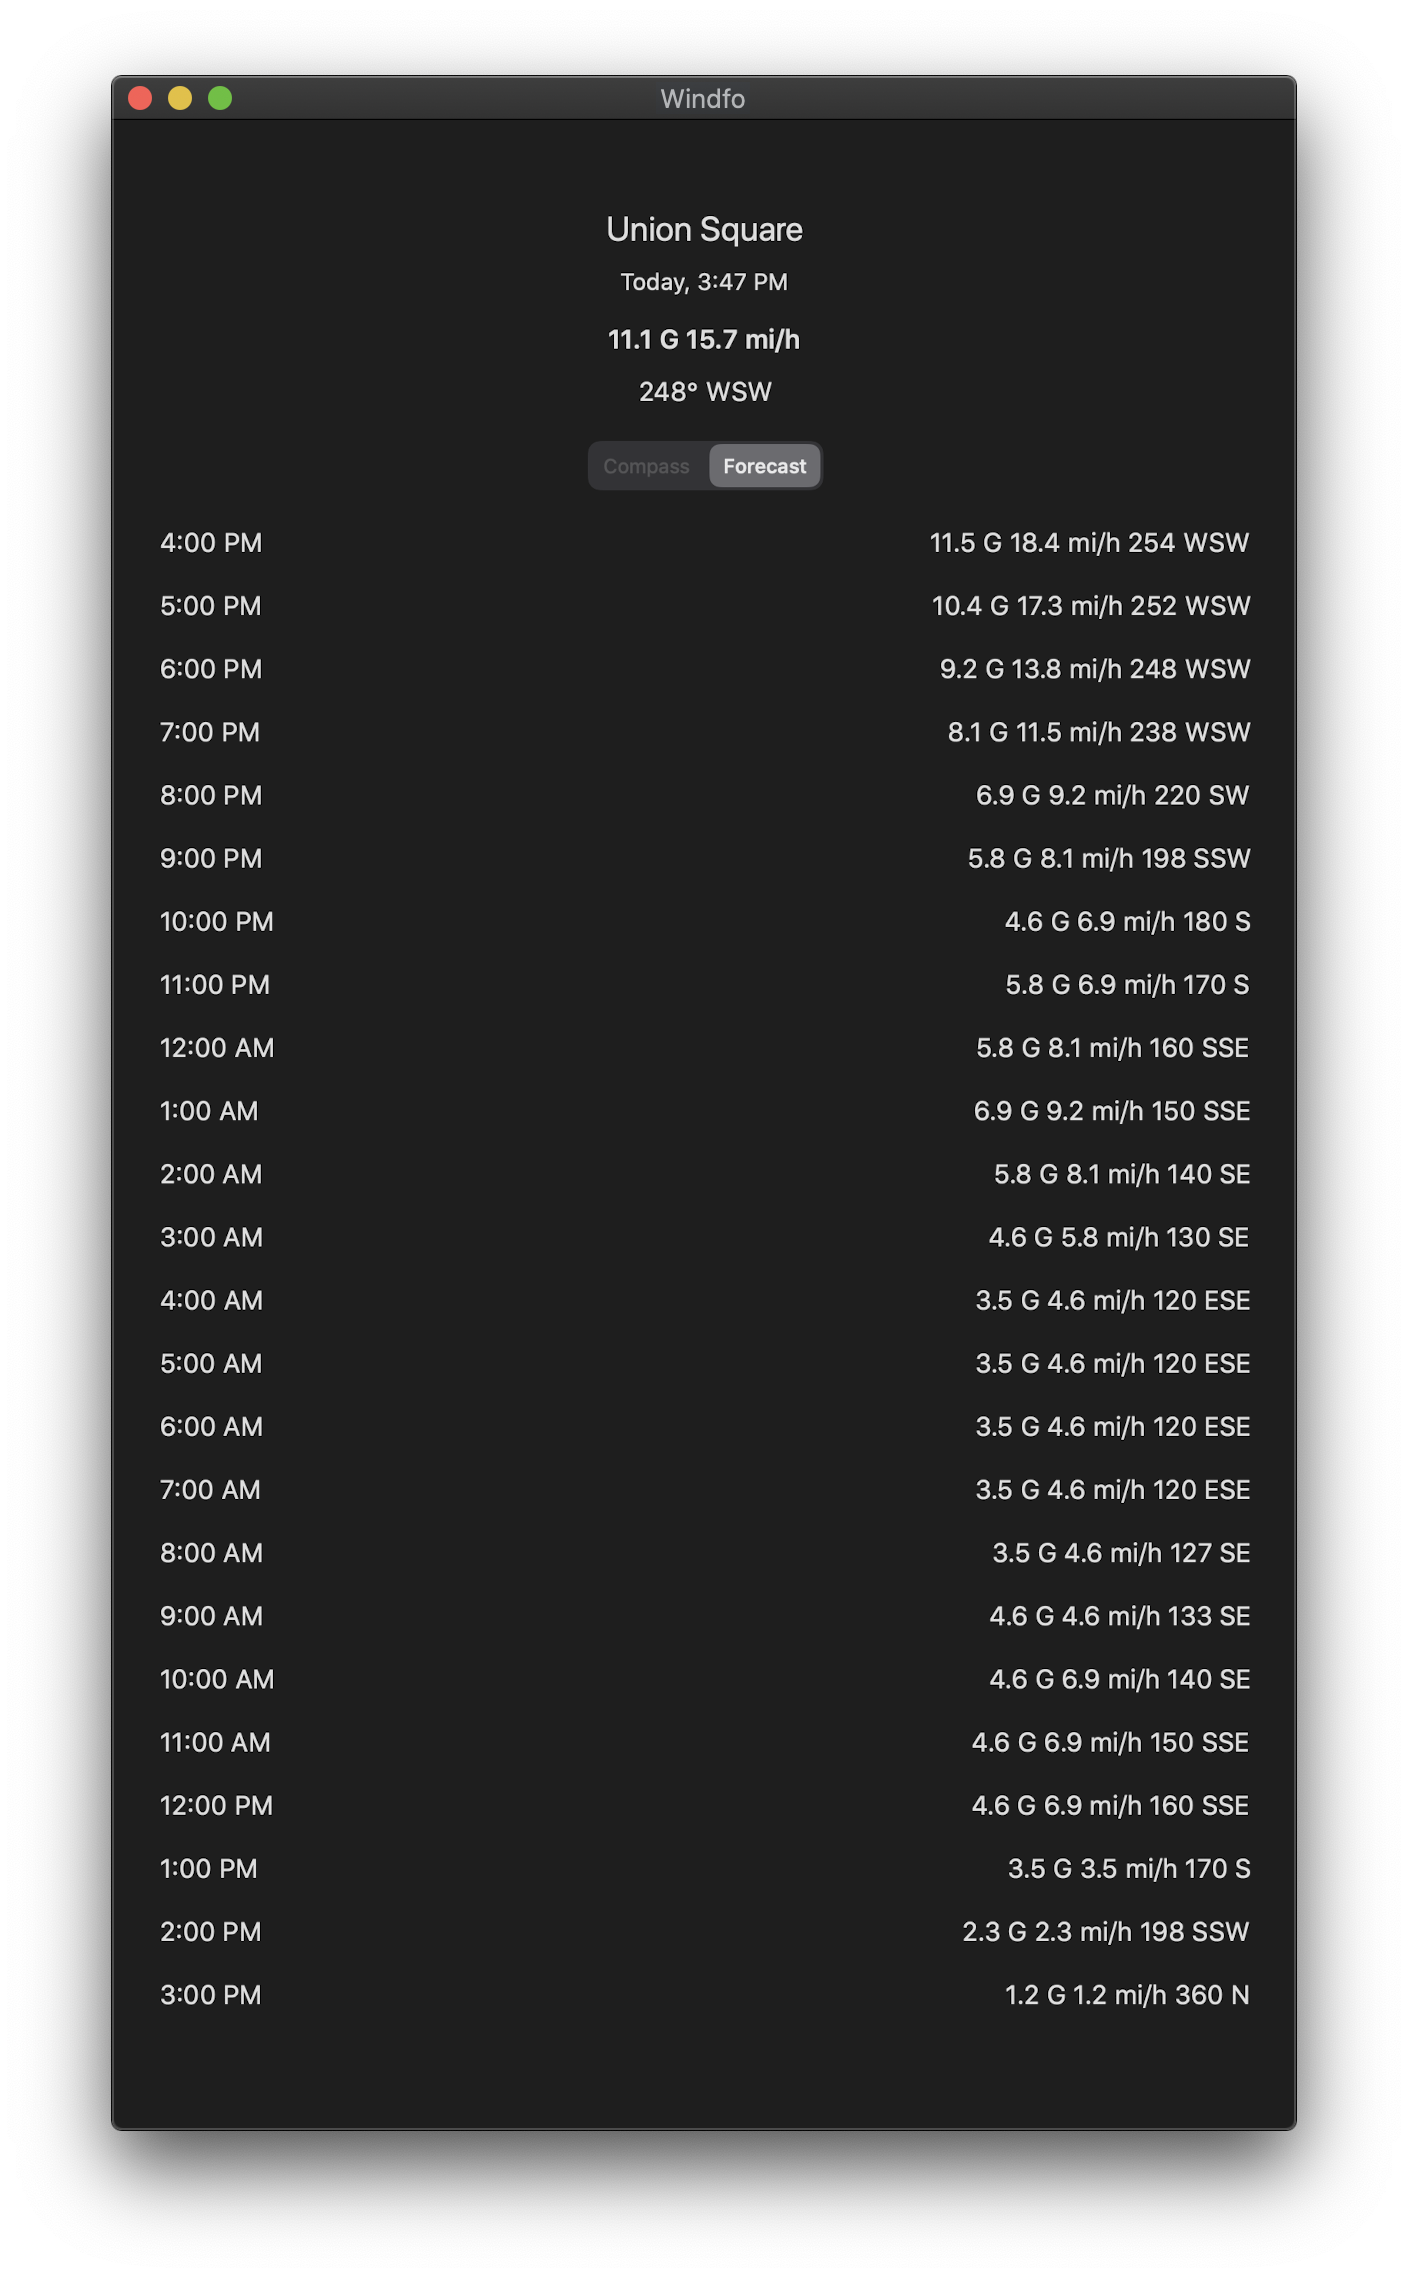 Windfo
Union Square
Today, 3:47 PM
11.1 G 15.7 mi/h
248° WSW
Compass Forecast
4:00 PM 11.5 G 18.4 mi/h 254 WSW
5:00 PM 10.4 G 17.3 mi/h 252 WSW
6:00 PM 9.2 G 13.8 mi/h 248 WSW
7:00 PM 8.1 G 11.5 mi/h 238 WSW
8:00 PM 6.9 G 9.2 mi/h 220 SW
9:00 PM 5.8 G 8.1 mi/h 198 SSW
10:00 PM 4.6 G 6.9 mi/h 180 S
11:00 PM 5.8 G 6.9 mi/h 170 S
12:00 AM 5.8 G 8.1 mi/h 160 SSE
1:00 AM 6.9 G 9.2 mi/h 150 SSE
2:00 AM 5.8 G 8.1 mi/h 140 SE
3:00 AM 4.6 G 5.8 mi/h 130 SE
4:00 AM 3.5 G 4.6 mi/h 120 ESE
5:00 AM 3.5 G 4.6 mi/h 120 ESE
6:00 AM 3.5 G 4.6 mi/h 120 ESE
7:00 AM 3.5 G 4.6 mi/h 120 ESE
8:00 AM 3.5 G 4.6 mi/h 127 SE
9:00 AM 4.6 G 4.6 mi/h 133 SE
10:00 AM 4.6 G 6.9 mi/h 140 SE
11:00 AM 4.6 G 6.9 mi/h 150 SSE
12:00 PM 4.6 G 6.9 mi/h 160 SSE
1:00 PM 3.5 G 3.5 mi/h 170 S
2:00 PM 2.3 G 2.3 mi/h 198 SSW
3:00 PM 1.2 G 1.2 mi/h 360 N